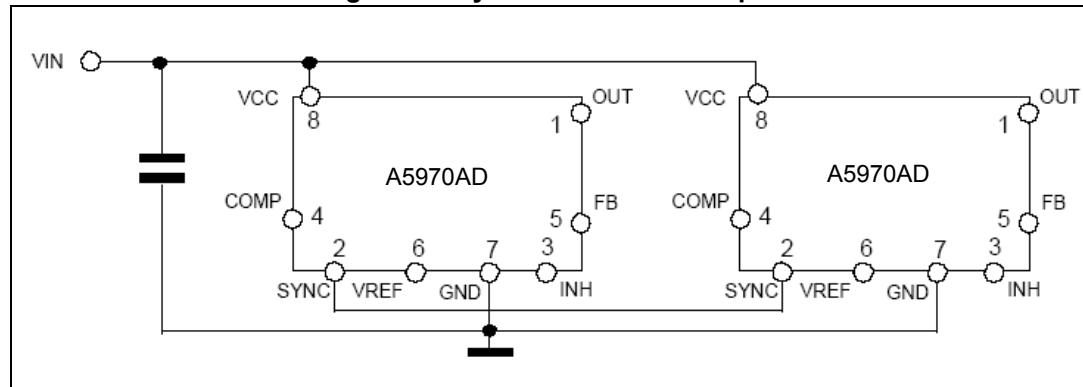 VIN
VCC
8
OUT
1
A5970AD
COMP
4
FB
5
2
6
7
3
SYNC
VREF
GND
INH
VCC
8
OUT
1
A5970AD
COMP
4
FB
5
2
6
7
3
SYNC
VREF
GND
INH